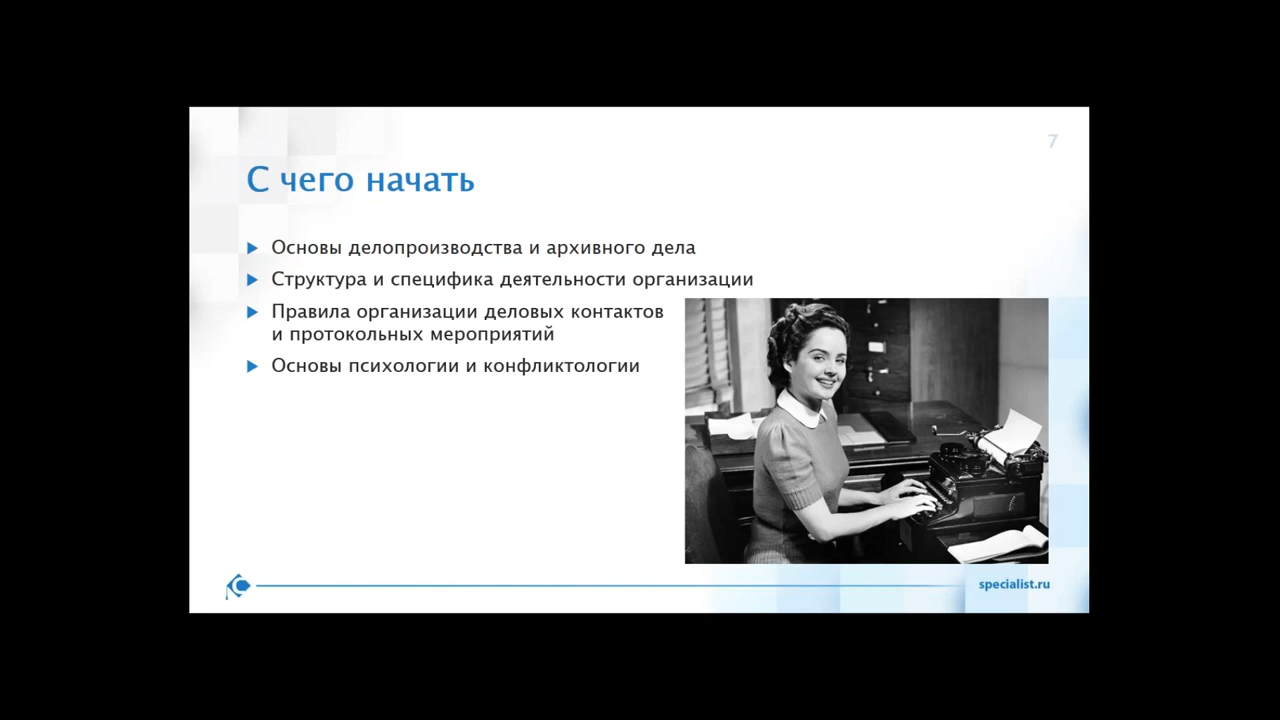 7
С чего начать
Основы делопроизводства и архивного дела
Структура и специфика деятельности организации
Правила организации деловых контактов
и протокольных мероприятий
Основы психологии и конфликтологии
specialist.ru